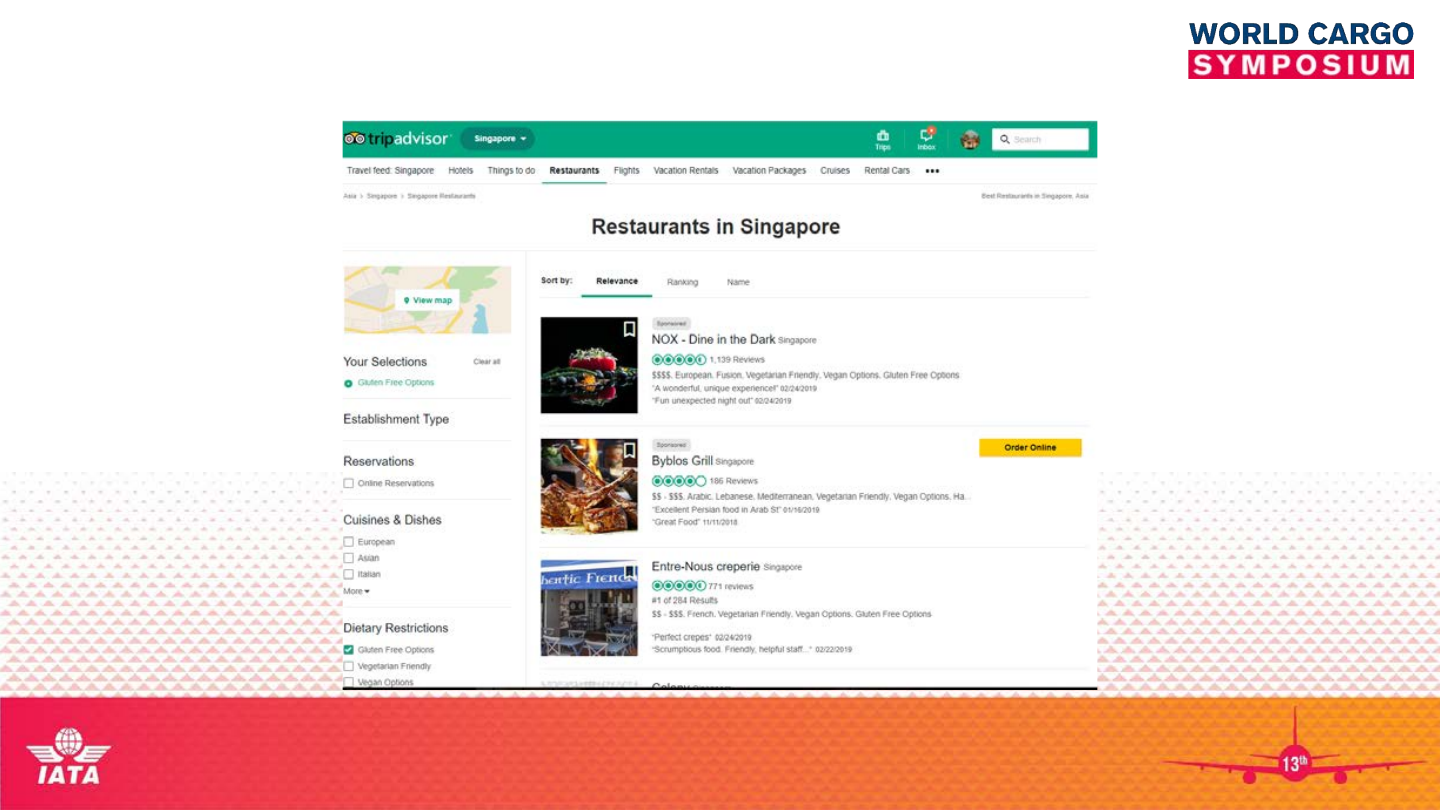 WORLD CARGO
SYMPOSIUM
tripadvisor
Singapore
Trips
Inbox
Search
Travel feed: Singapore Hotels Things to do Restaurants Flights Vacation Rentals Vacation Packages Cruises Rental Cars
Asia > Singapore > Singapore Restaurants
Best Restaurants in Singapore, Asia
Restaurants in Singapore
View map
Your Selections
Clear all
Gluten Free Options
Establishment Type
Reservations
Online Reservations
Cuisines & Dishes
European
Asian
Italian
More
Dietary Restrictions
Gluten Free Options
Vegetarian Friendly
Vegan Options
Sort by: Relevance Ranking Name
Sponsored
NOX - Dine in the Dark Singapore
1,139 Reviews
$$$$, European, Fusion, Vegetarian Friendly, Vegan Options, Gluten Free Options
"A wonderful, unique experience!" 02/24/2019
"Fun unexpected night out" 02/24/2019
Sponsored
Byblos Grill Singapore
Order Online
186 Reviews
$$ - $$$, Arabic, Lebanese, Mediterranean, Vegetarian Friendly, Vegan Options, Ha...
"Excellent Persian food in Arab St" 01/16/2019
"Great Food" 11/11/2018
Entre-Nous creperie Singapore
771 reviews
#1 of 284 Results
$$ - $$$, French, Vegetarian Friendly, Vegan Options, Gluten Free Options
"Perfect crepes" 02/24/2019
"Scrumptious food. Friendly, helpful staff..." 02/22/2019
IATA
13th